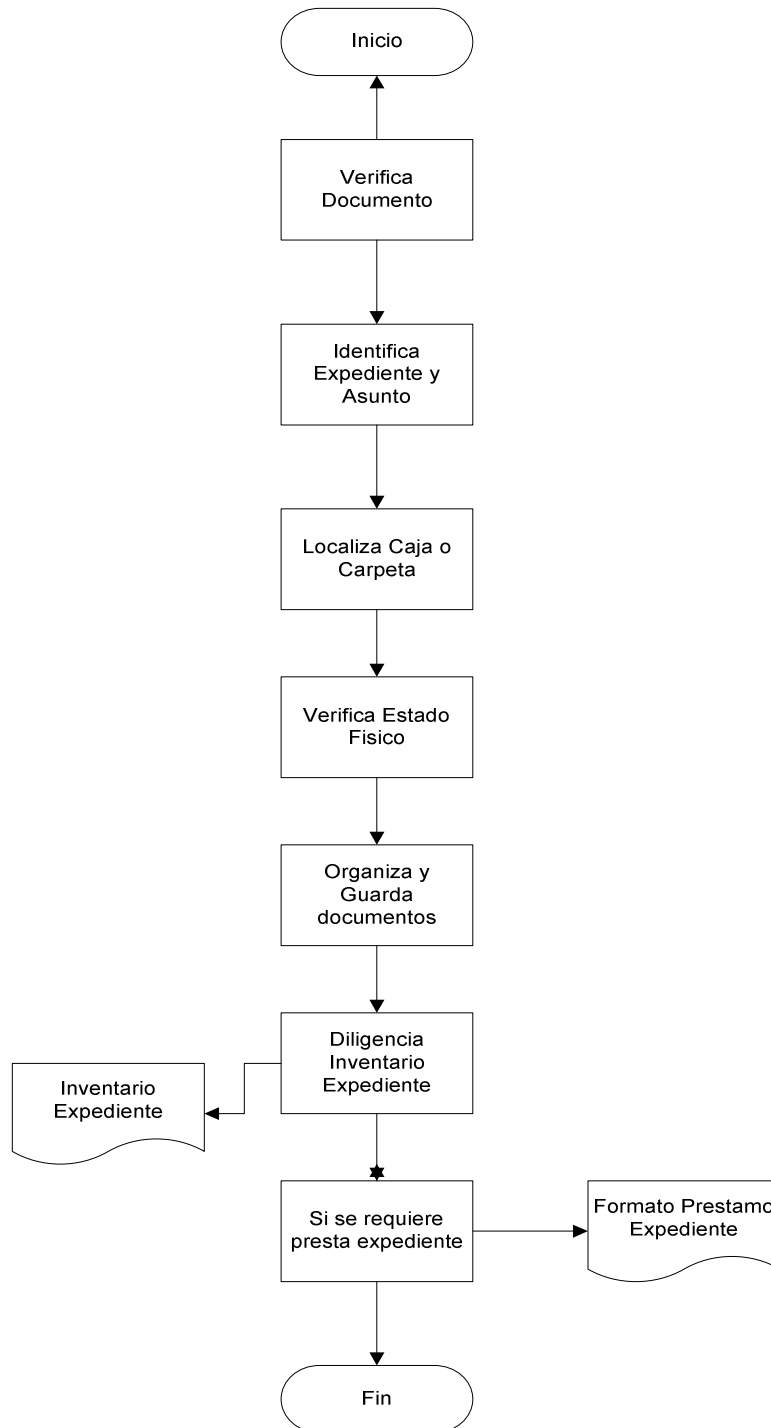 Inicio
Verifica
Documento
Identifica
Expediente y
Asunto
Localiza Caja o
Carpeta
Verifica Estado
Fisico
Organiza y
Guarda
documentos
Diligencia
Inventario
Expediente
Inventario
Expediente
Si se requiere
presta expediente
Formato Prestamo
Expediente
Fin